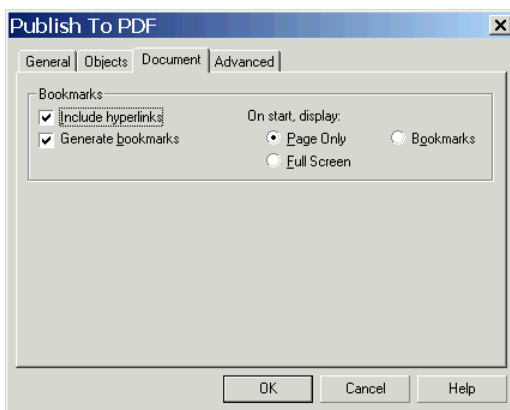 Publish To PDF
General Objects Document Advanced
Bookmarks
Include hyperlinks On start, display:
Generate bookmarks Page Only Bookmarks
Full Screen
OK Cancel Help